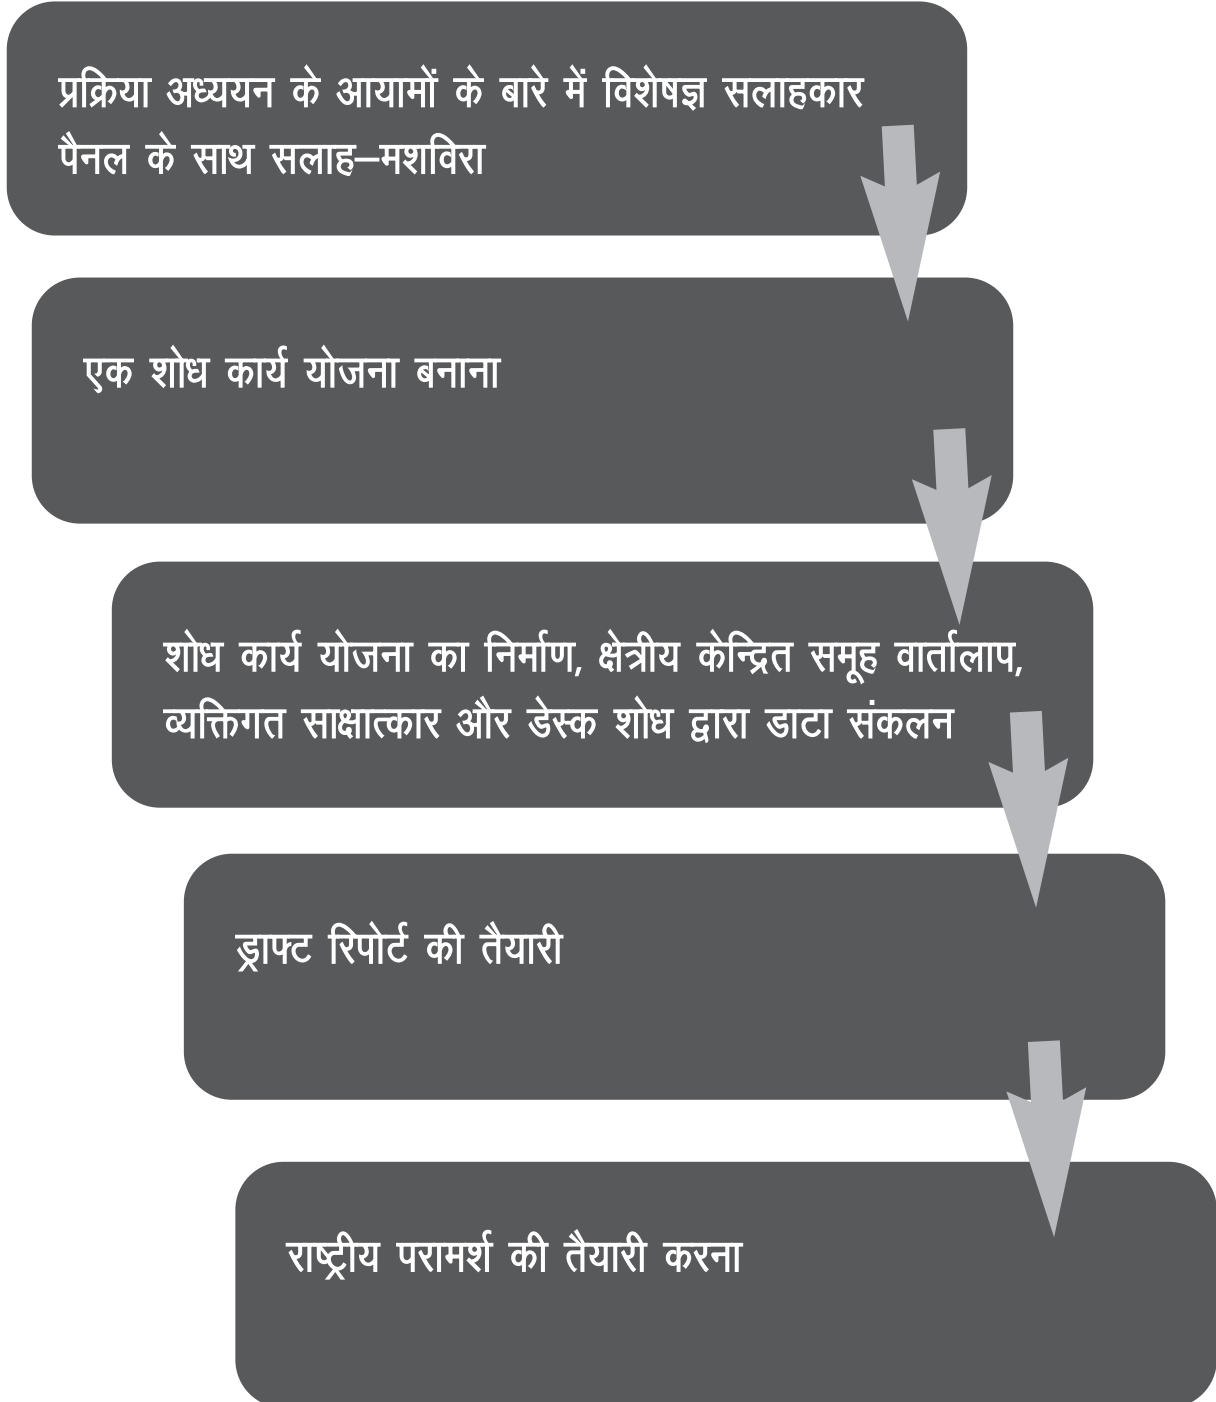 प्रक्रिया अध्ययन के आयामों के बारे में विशेषज्ञ सलाहकार
पैनल के साथ सलाह–मशविरा
एक शोध कार्य योजना बनाना
शोध कार्य योजना का निर्माण, क्षेत्रीय केन्द्रित समूह वार्तालाप,
व्यक्तिगत साक्षात्कार और डेस्क शोध द्वारा डाटा संकलन
ड्राफ्ट रिपोर्ट की तैयारी
राष्ट्रीय परामर्श की तैयारी करना